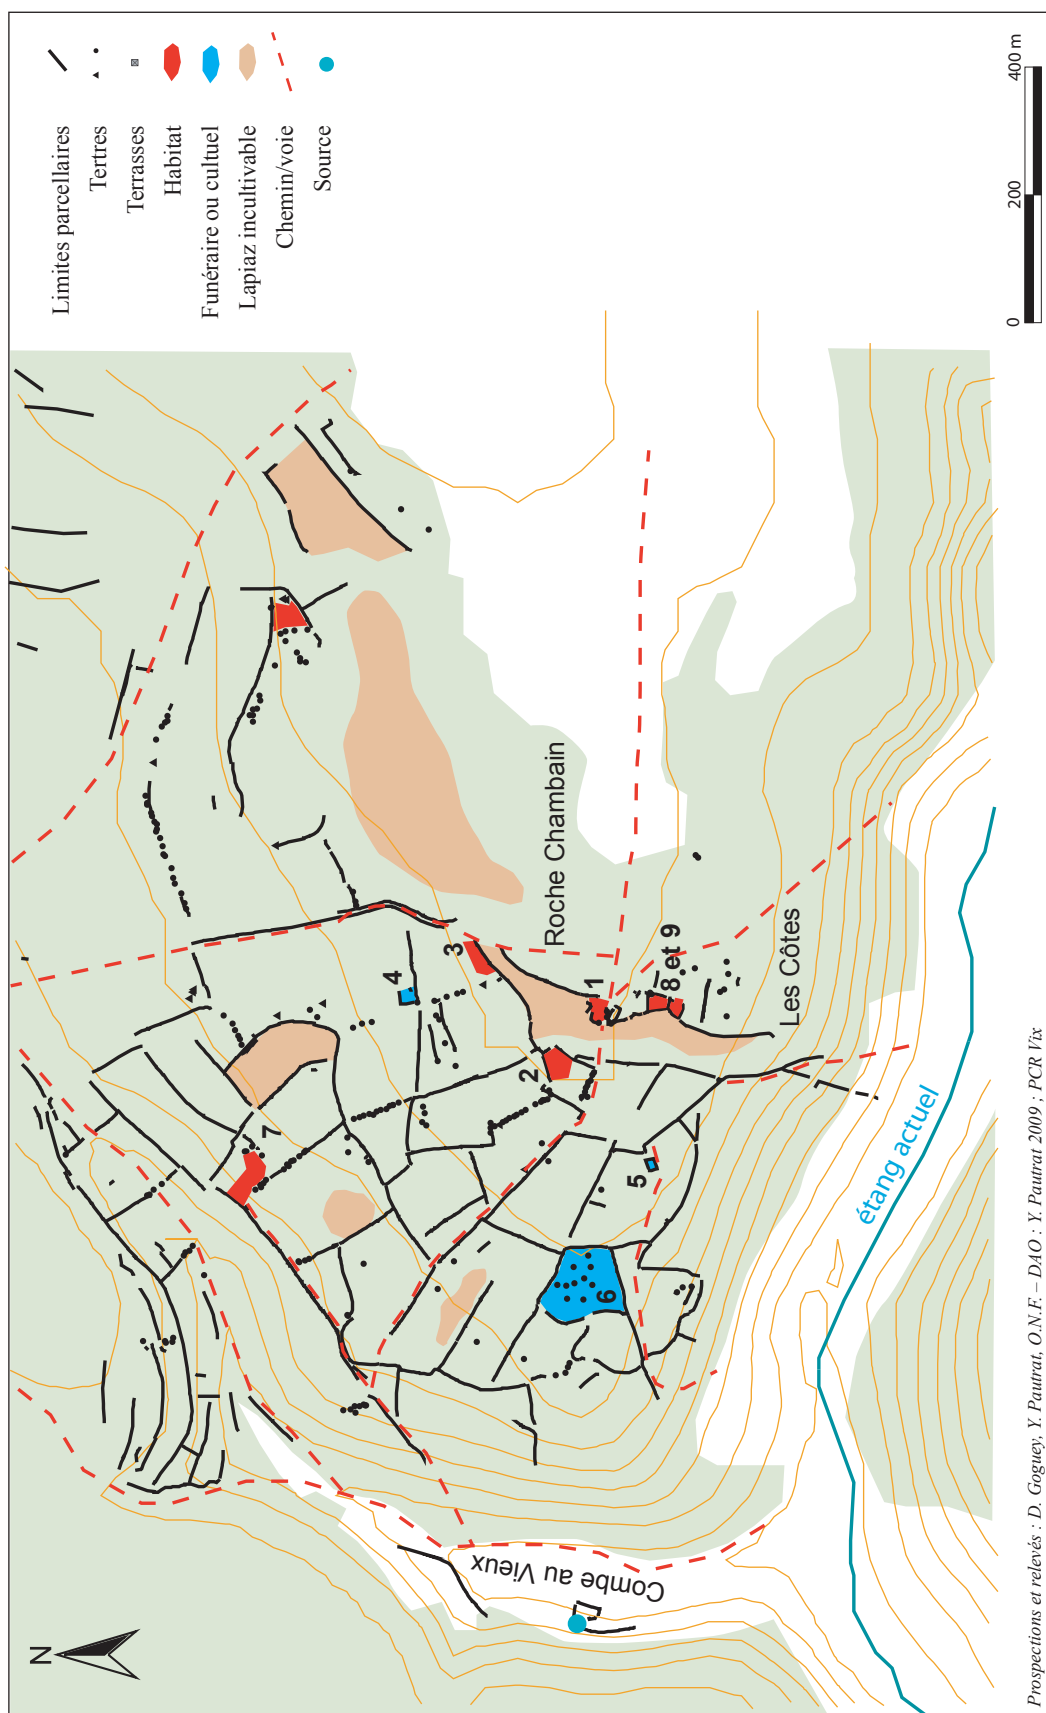 N
Limites parcellaires
Tertres
Terrasses
Habitat
Funéraire ou cultuel
Lapiaz incultivable
Chemin/voie
Source
0 200 400 m
7
4
3
2
1
8 et 9
5
6
Roche Chambain
Les Côtes
Combe au Vieux
étang actuel
Prospections et relevés : D. Goguey, Y. Pautrat, O.N.F. – DAO : Y. Pautrat 2009 ; PCR Vix